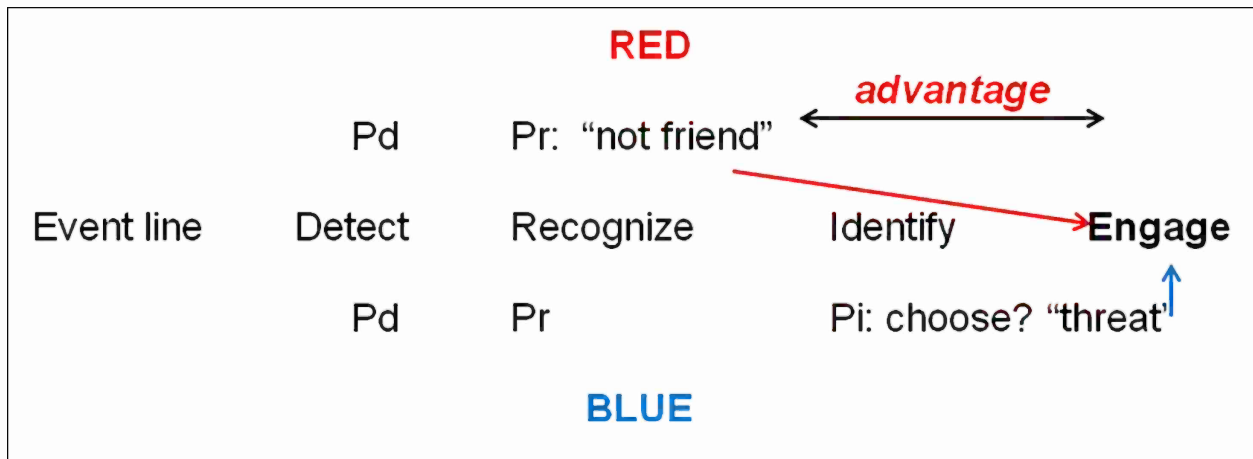 RED
advantage
Pd Pr: “not friend”
Event line Detect Recognize Identify Engage
Pd Pr Pi: choose? “threat’
BLUE